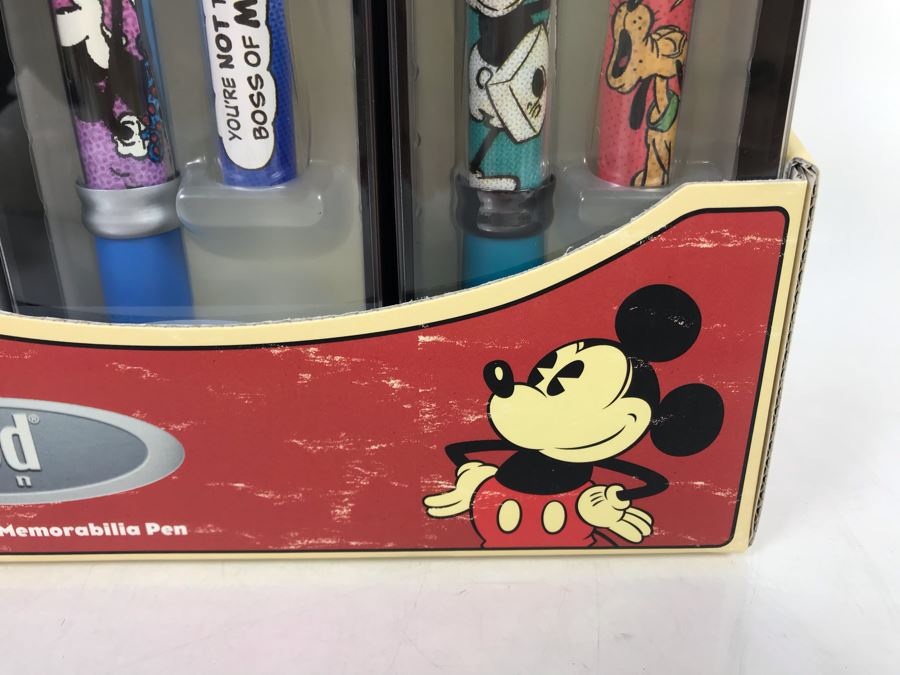 YOU'RE NOT
BOSS OF
d®
n
Memorabilia Pen